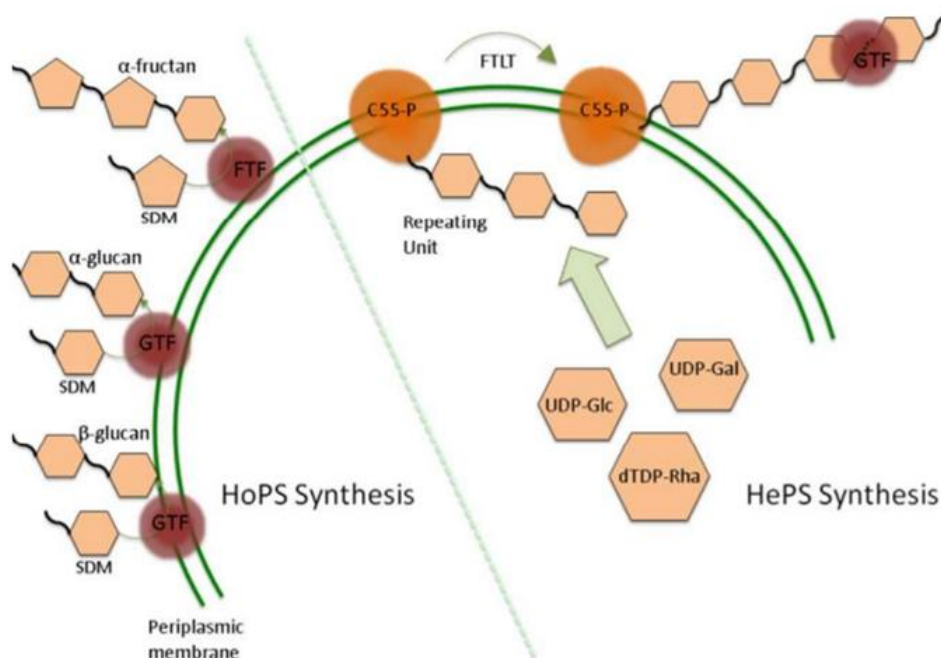 α-fructan
FTF
SDM
α-glucan
GTF
SDM
β-glucan
GTF
SDM
Periplasmic
membrane
HoPS Synthesis
C55-P
FTLT
C55-P
GTF
Repeating
Unit
UDP-Glc
UDP-Gal
dTDP-Rha
HePS Synthesis